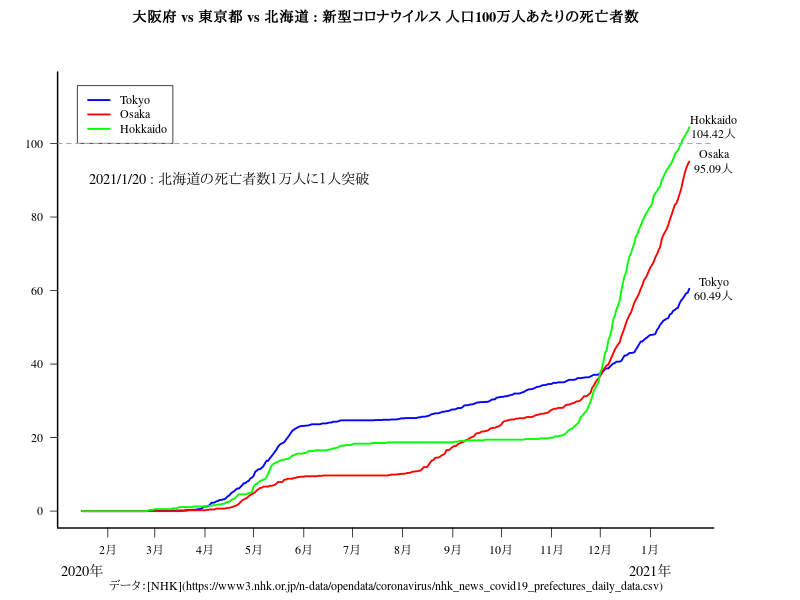 大阪府 vs 東京都 vs 北海道 : 新型コロナウイルス 人口100万人あたりの死亡者数
Tokyo
Osaka
Hokkaido
Hokkaido
104.42人
100
Osaka
95.09人
2021/1/20 : 北海道の死亡者数1万人に1人突破
80
Tokyo
60.49人
60
40
20
0
2月 3月 4月 5月 6月 7月 8月 9月 10月 11月 12月 1月
2020年 2021年
データ:[NHK](https://www3.nhk.or.jp/n-data/opendata/coronavirus/nhk_news_covid19_prefectures_daily_data.csv)